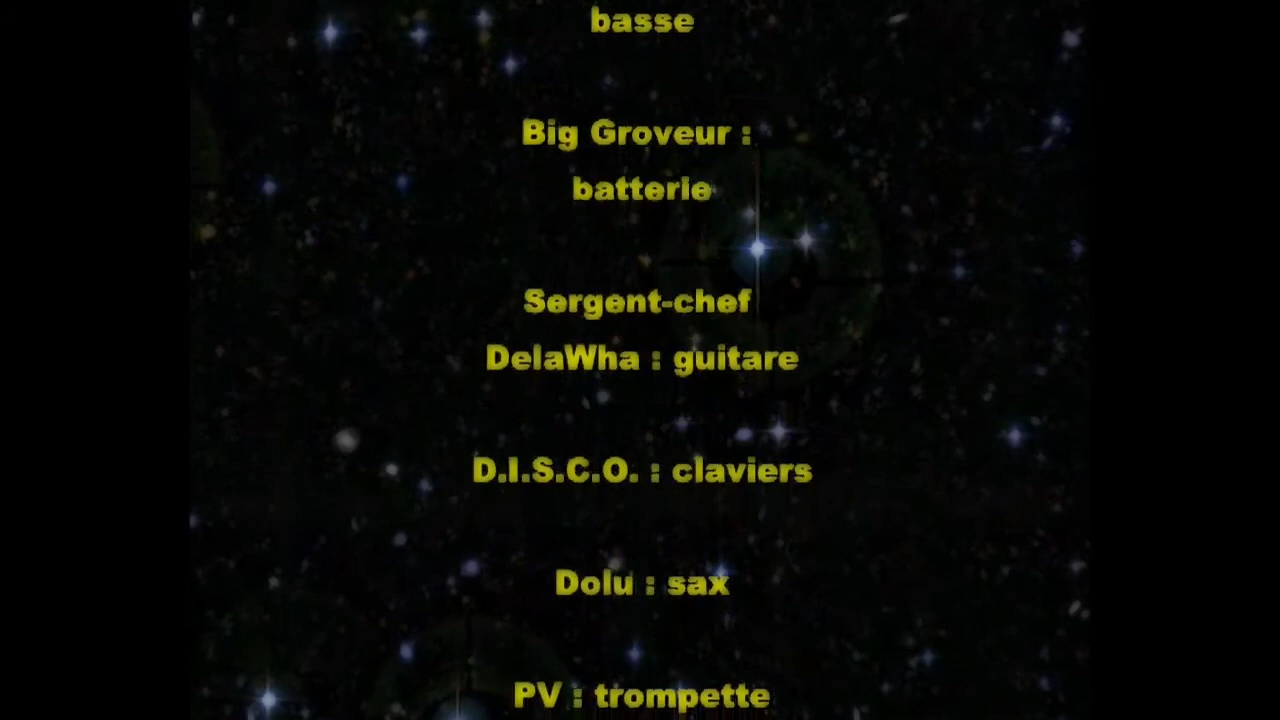 basse
Big Groveur :
batterie
Sergent-chef
DelaWha : guitare
D.I.S.C.O. : claviers
Dolu : sax
PV : trompette